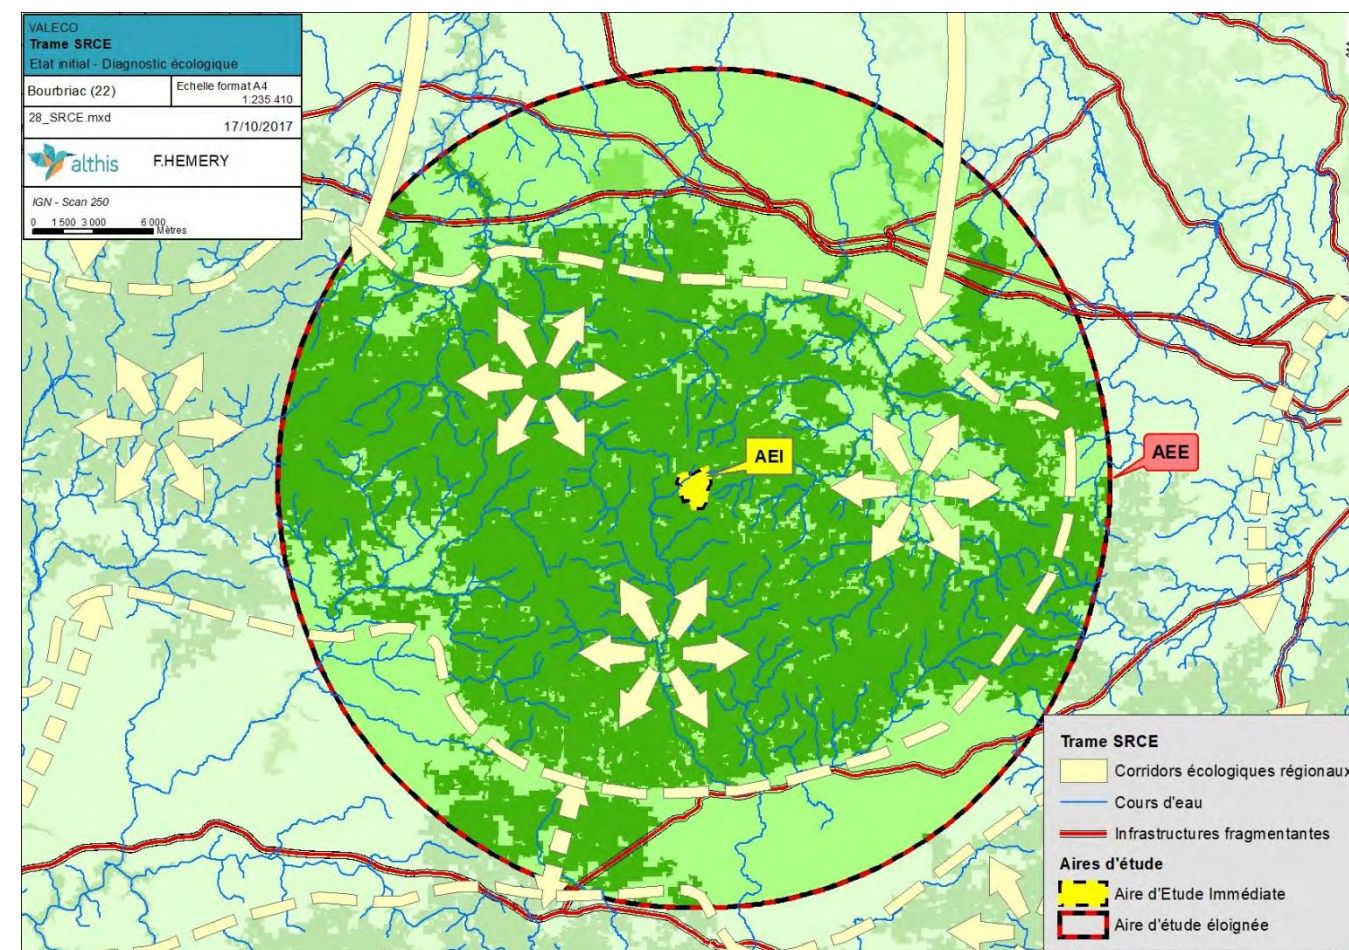 VALECO
Trame SRCE
Etat initial - Diagnostic écologique
Bourbriac (22)
Echelle format A4
1:235 410
28_SRCE.mxd
17/10/2017
althis
F.HEMERY
IGN - Scan 250
0 1 500 3 000 6 000
Mètres
AEI
AEE
Trame SRCE
Corridors écologiques régionaux
Cours d'eau
Infrastructures fragmentantes
Aires d'étude
Aire d'Etude Immédiate
Aire d'étude éloignée